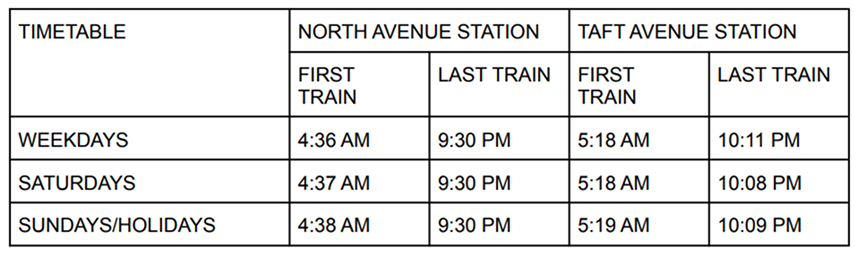 TIMETABLE NORTH AVENUE STATION TAFT AVENUE STATION
FIRST TRAIN LAST TRAIN FIRST TRAIN LAST TRAIN
WEEKDAYS 4:36 AM 9:30 PM 5:18 AM 10:11 PM
SATURDAYS 4:37 AM 9:30 PM 5:18 AM 10:08 PM
SUNDAYS/HOLIDAYS 4:38 AM 9:30 PM 5:19 AM 10:09 PM